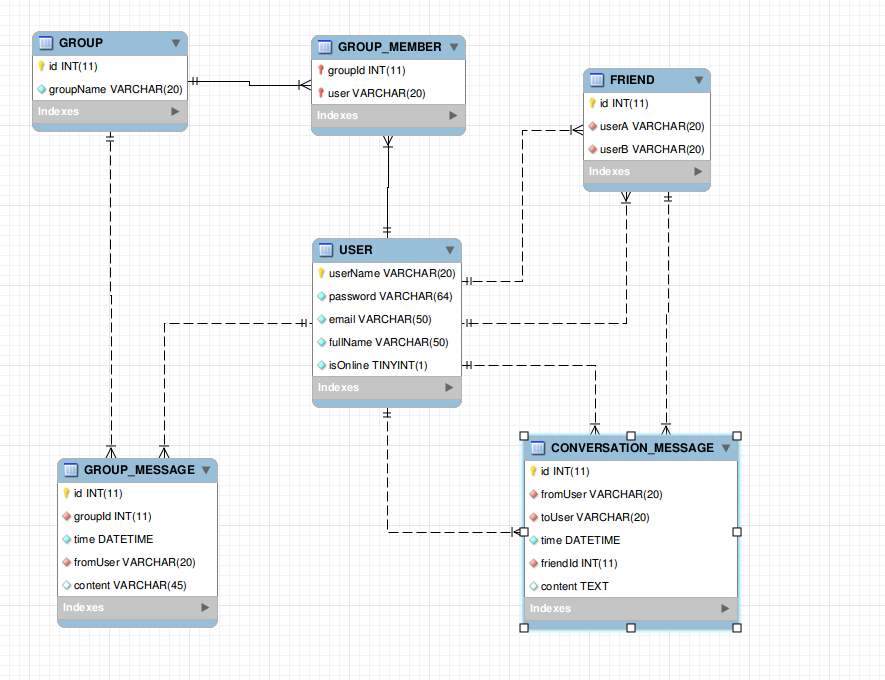 GROUP
id INT(11)
groupName VARCHAR(20)
Indexes
GROUP_MEMBER
groupId INT(11)
user VARCHAR(20)
Indexes
FRIEND
id INT(11)
userA VARCHAR(20)
userB VARCHAR(20)
Indexes
USER
userName VARCHAR(20)
password VARCHAR(64)
email VARCHAR(50)
fullName VARCHAR(50)
isOnline TINYINT(1)
Indexes
GROUP_MESSAGE
id INT(11)
groupId INT(11)
time DATETIME
fromUser VARCHAR(20)
content VARCHAR(45)
Indexes
CONVERSATION_MESSAGE
id INT(11)
fromUser VARCHAR(20)
toUser VARCHAR(20)
time DATETIME
friendId INT(11)
content TEXT
Indexes